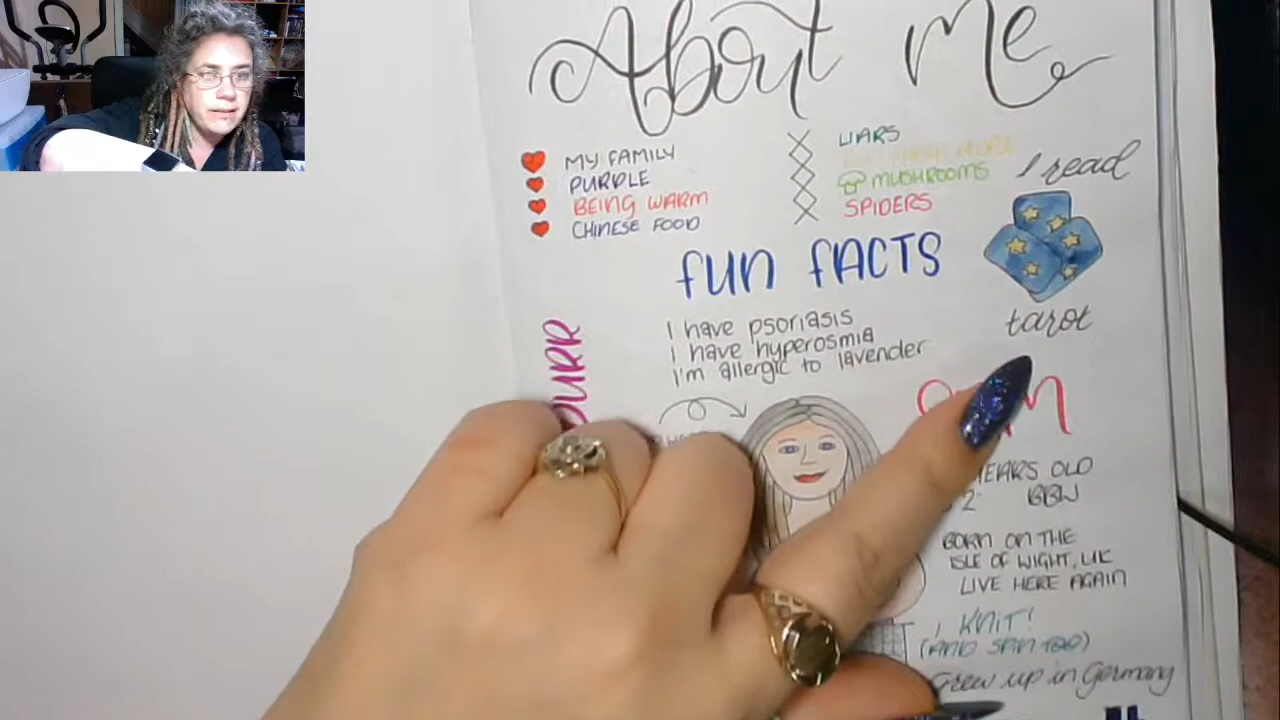 About Me
MY FAMILY
PURPLE
BEING WARM
CHINESE FOOD
LIARS
MUSHROOMS
SPIDERS
I read
tarot
fun fACTS
I have psoriasis
I have hyperosmia
I'm allergic to lavender
PURR
YEARS OLD
2" BBW
BORN ON THE
ISLE OF WIGHT, UK
LIVE HERE AGAIN
I KNIT!
(AND SPIN TOO)
Grew up in Germany